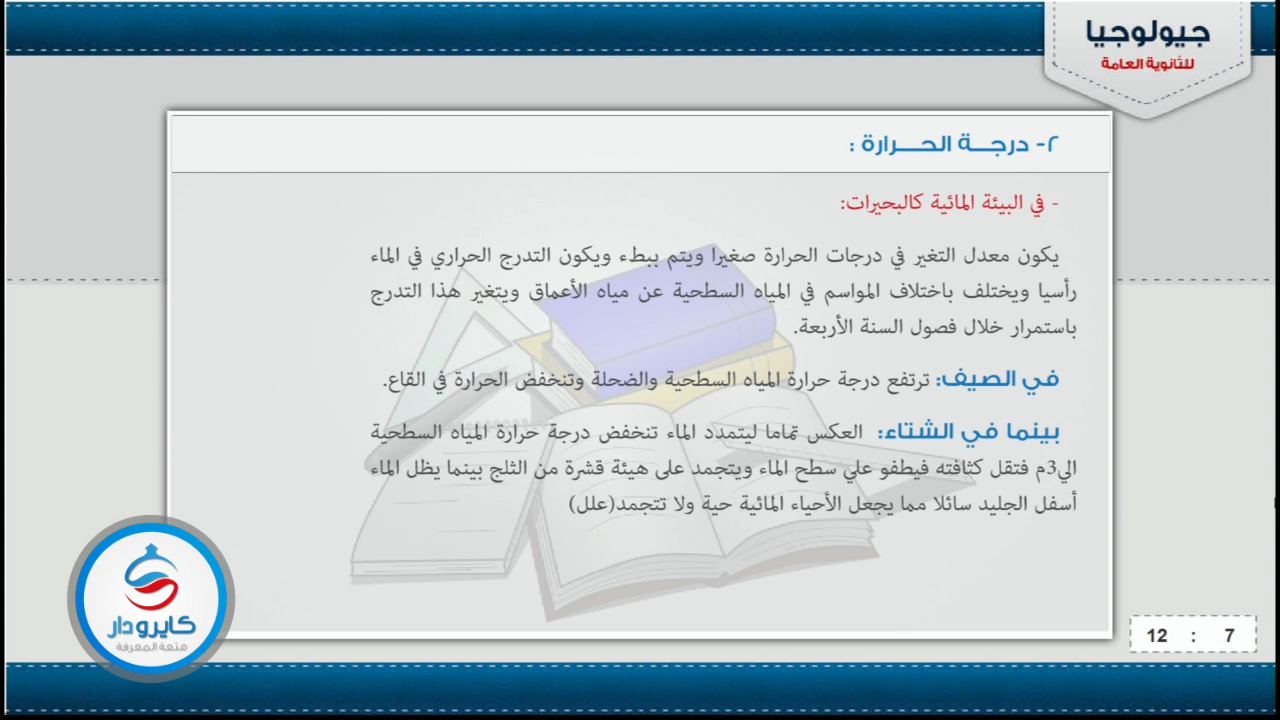 جيولوجيا
للثانوية العامة
٢- درجـــة الحـــرارة :
- في البيئة المائية كالبحيرات:
يكون معدل التغير في درجات الحرارة صغيرا ويتم ببطء ويكون التدرج الحراري في الماء
رأسيا ويختلف باختلاف المواسم في المياه السطحية عن مياه الأعماق ويتغير هذا التدرج
باستمرار خلال فصول السنة الأربعة.
في الصيف: ترتفع درجة حرارة المياه السطحية والضحلة وتنخفض الحرارة في القاع.
بينما في الشتاء: العكس تماما ليتمدد الماء تنخفض درجة حرارة المياه السطحية
الي3م فتقل كثافته فيطفو علي سطح الماء ويتجمد على هيئة قشرة من الثلج بينما يظل الماء
أسفل الجليد سائلا مما يجعل الأحياء المائية حية ولا تتجمد(علل)
كايرودار
متعة المعرفة
12 : 7